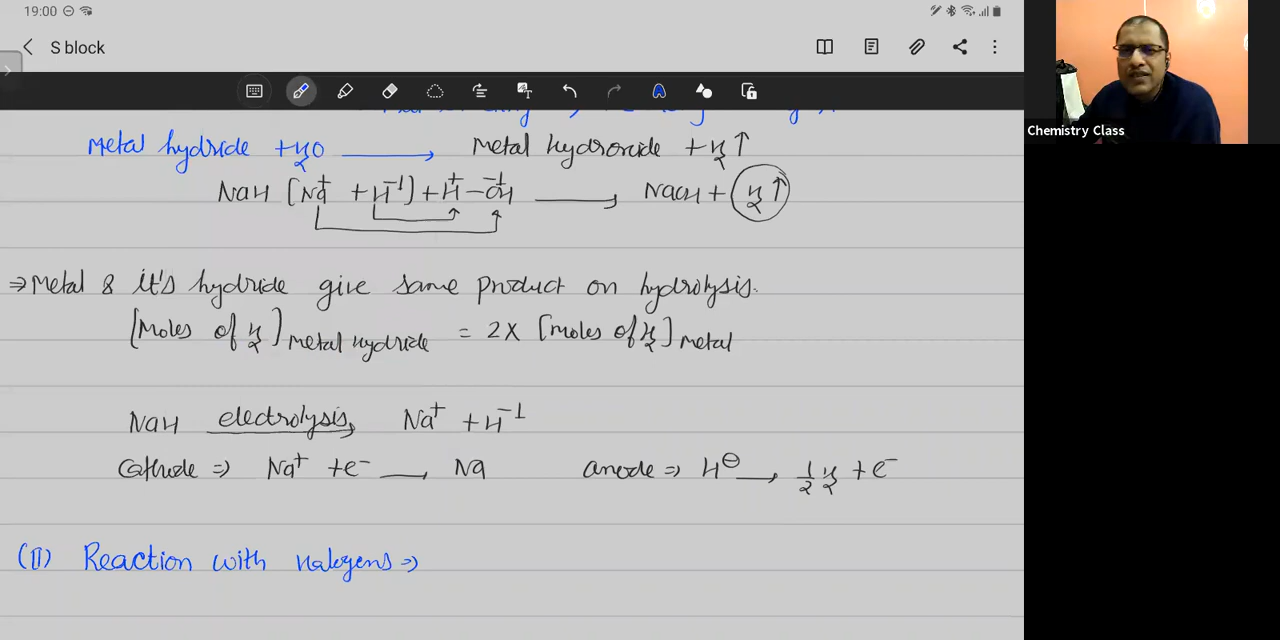 19:00
S block
Chemistry Class
Metal hydride + H2O ⟶ Metal hydroxide + H2↑
NaH [Na+ + H-1] + H+-OH-1 ⟶ NaOH + H2↑
⇒ Metal & it's hydride give same product on hydrolysis.
[Moles of H2] Metal Hydride = 2X [moles of H2] metal
NaH electrolysis Na+ + H-1
Cathode ⇒ Na+ + e- ⟶ Na anode ⇒ H⊖ ⟶ 1/2 H2 + e-
(II) Reaction with halogens ⇒